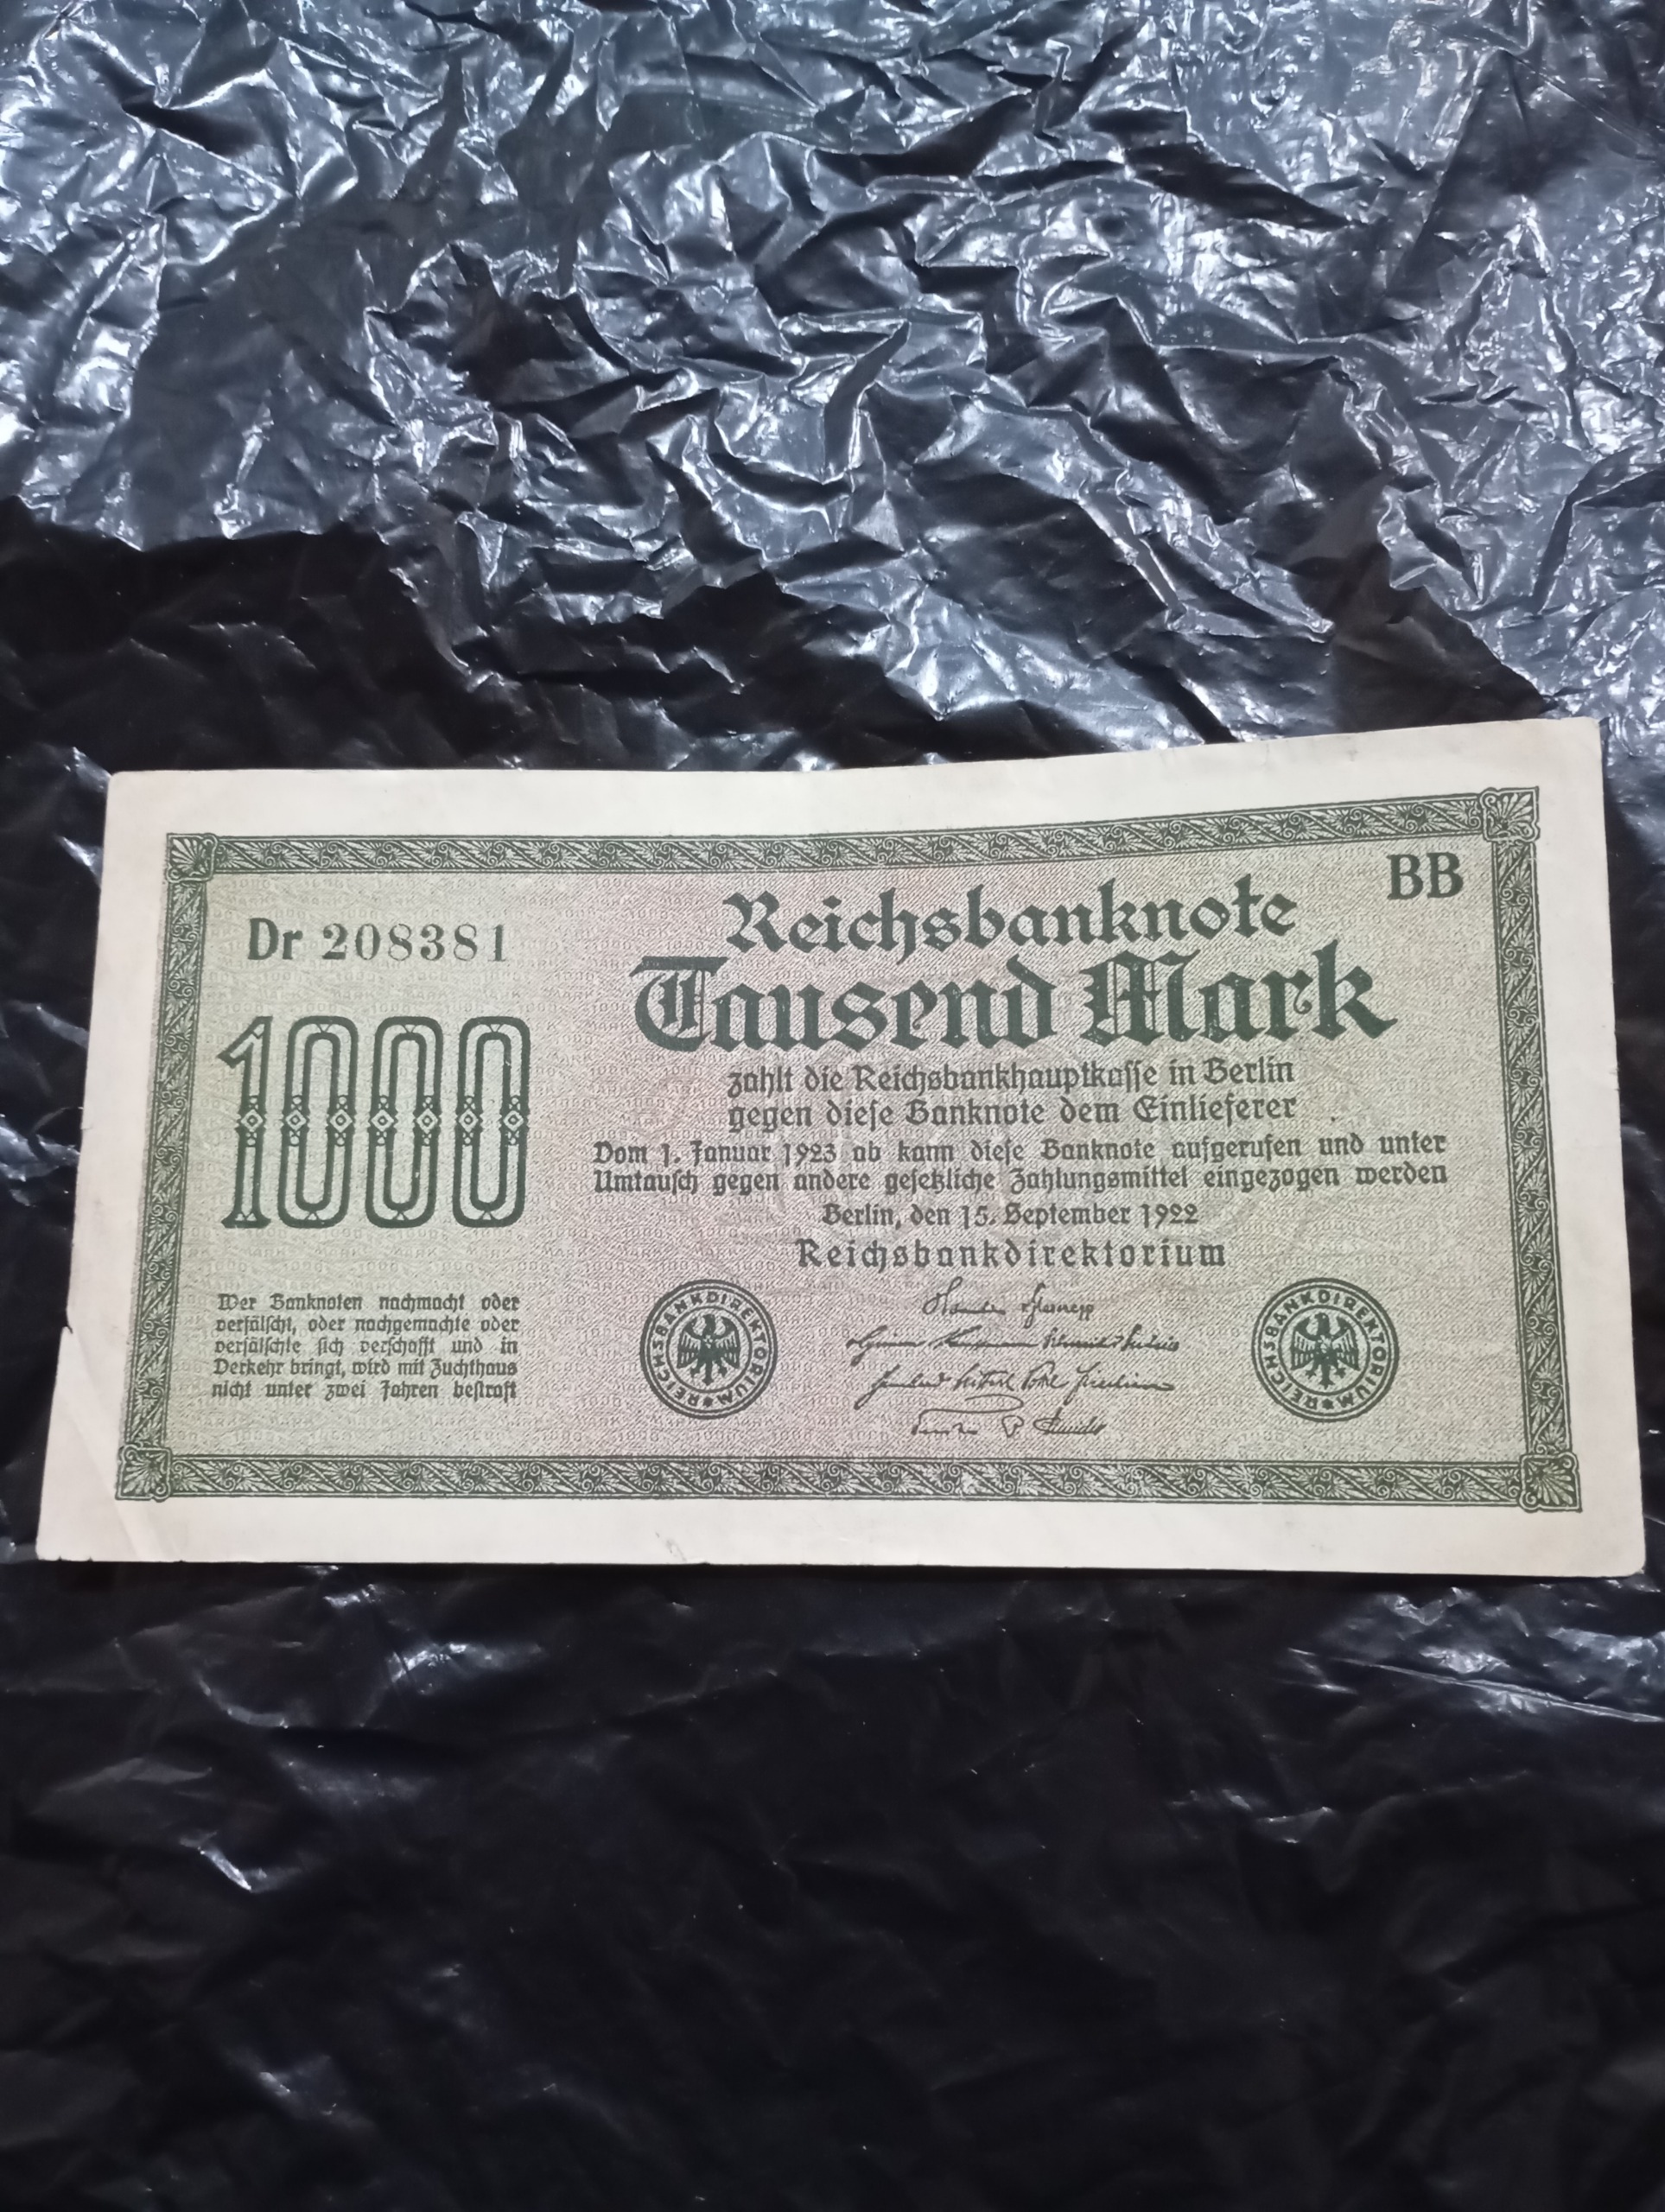 BB
Dr 208381
Reichsbanknote
Tausend Mark
1000
zahlt die Reichsbankhauptkasse in Berlin
gegen diese Banknote dem Einlieferer
Vom 1. Januar 1923 ab kann diese Banknote aufgerufen und unter
Umtausch gegen andere gesetzliche Zahlungsmittel eingezogen werden
Berlin, den 15. September 1922
Reichsbankdirektorium
Wer Banknoten nachmacht oder
verfälscht, oder nachgemachte oder
verfälschte sich verschafft und in
Verkehr bringt, wird mit Zuchthaus
nicht unter zwei Jahren bestraft
REICHSBANKDIREKTORIUM
REICHSBANKDIREKTORIUM